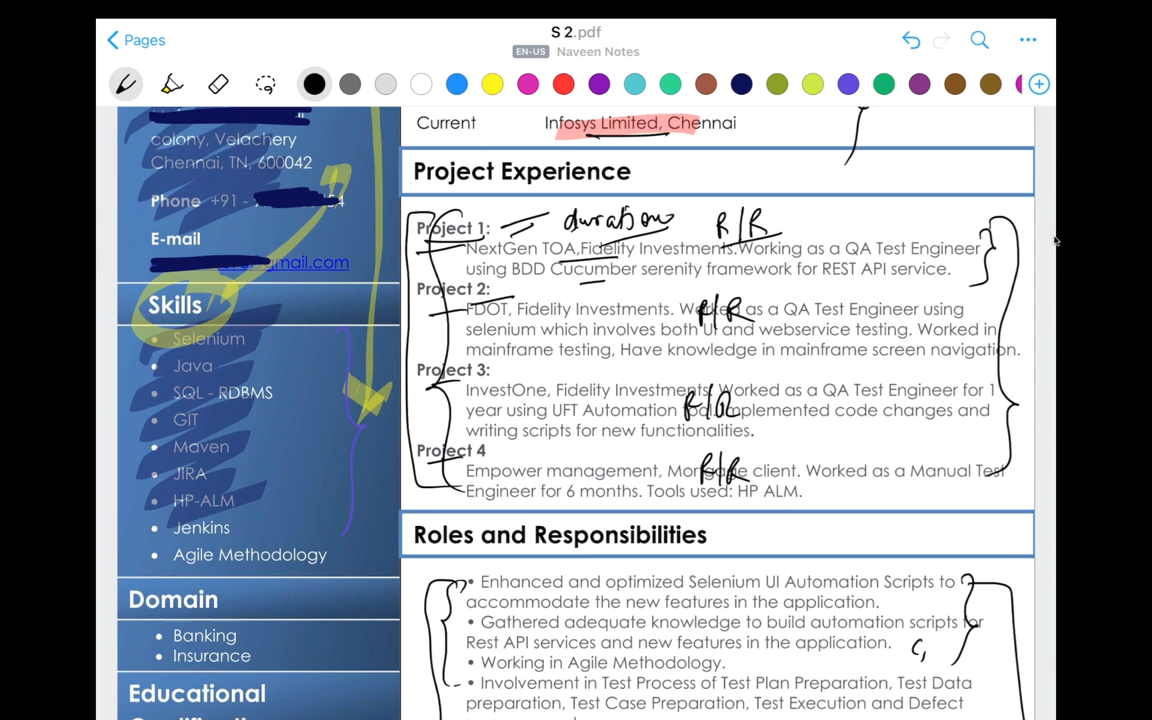 S 2.pdf
Pages
EN-US Naveen Notes
colony, Velachery
Chennai, TN, 600042
Phone +91 -
E-mail
@gmail.com
Skills
• Selenium
• Java
• SQL - RDBMS
• GIT
• Maven
• JIRA
• HP-ALM
• Jenkins
• Agile Methodology
Domain
• Banking
• Insurance
Educational
Current Infosys Limited, Chennai
Project Experience
Project 1: duration R/R
NextGen TOA,Fidelity Investments.Working as a QA Test Engineer
using BDD Cucumber serenity framework for REST API service.
Project 2:
FDOT, Fidelity Investments. Worked as a QA Test Engineer using
R/R
selenium which involves both UI and webservice testing. Worked in
mainframe testing, Have knowledge in mainframe screen navigation.
Project 3:
InvestOne, Fidelity Investments. Worked as a QA Test Engineer for 1
R/R
year using UFT Automation tool. Implemented code changes and
writing scripts for new functionalities.
Project 4
Empower management, Mortgage client. Worked as a Manual Test
R/R
Engineer for 6 months. Tools used: HP ALM.
Roles and Responsibilities
• Enhanced and optimized Selenium UI Automation Scripts to
accommodate the new features in the application.
• Gathered adequate knowledge to build automation scripts for
Rest API services and new features in the application.
• Working in Agile Methodology.
• Involvement in Test Process of Test Plan Preparation, Test Data
preparation, Test Case Preparation, Test Execution and Defect